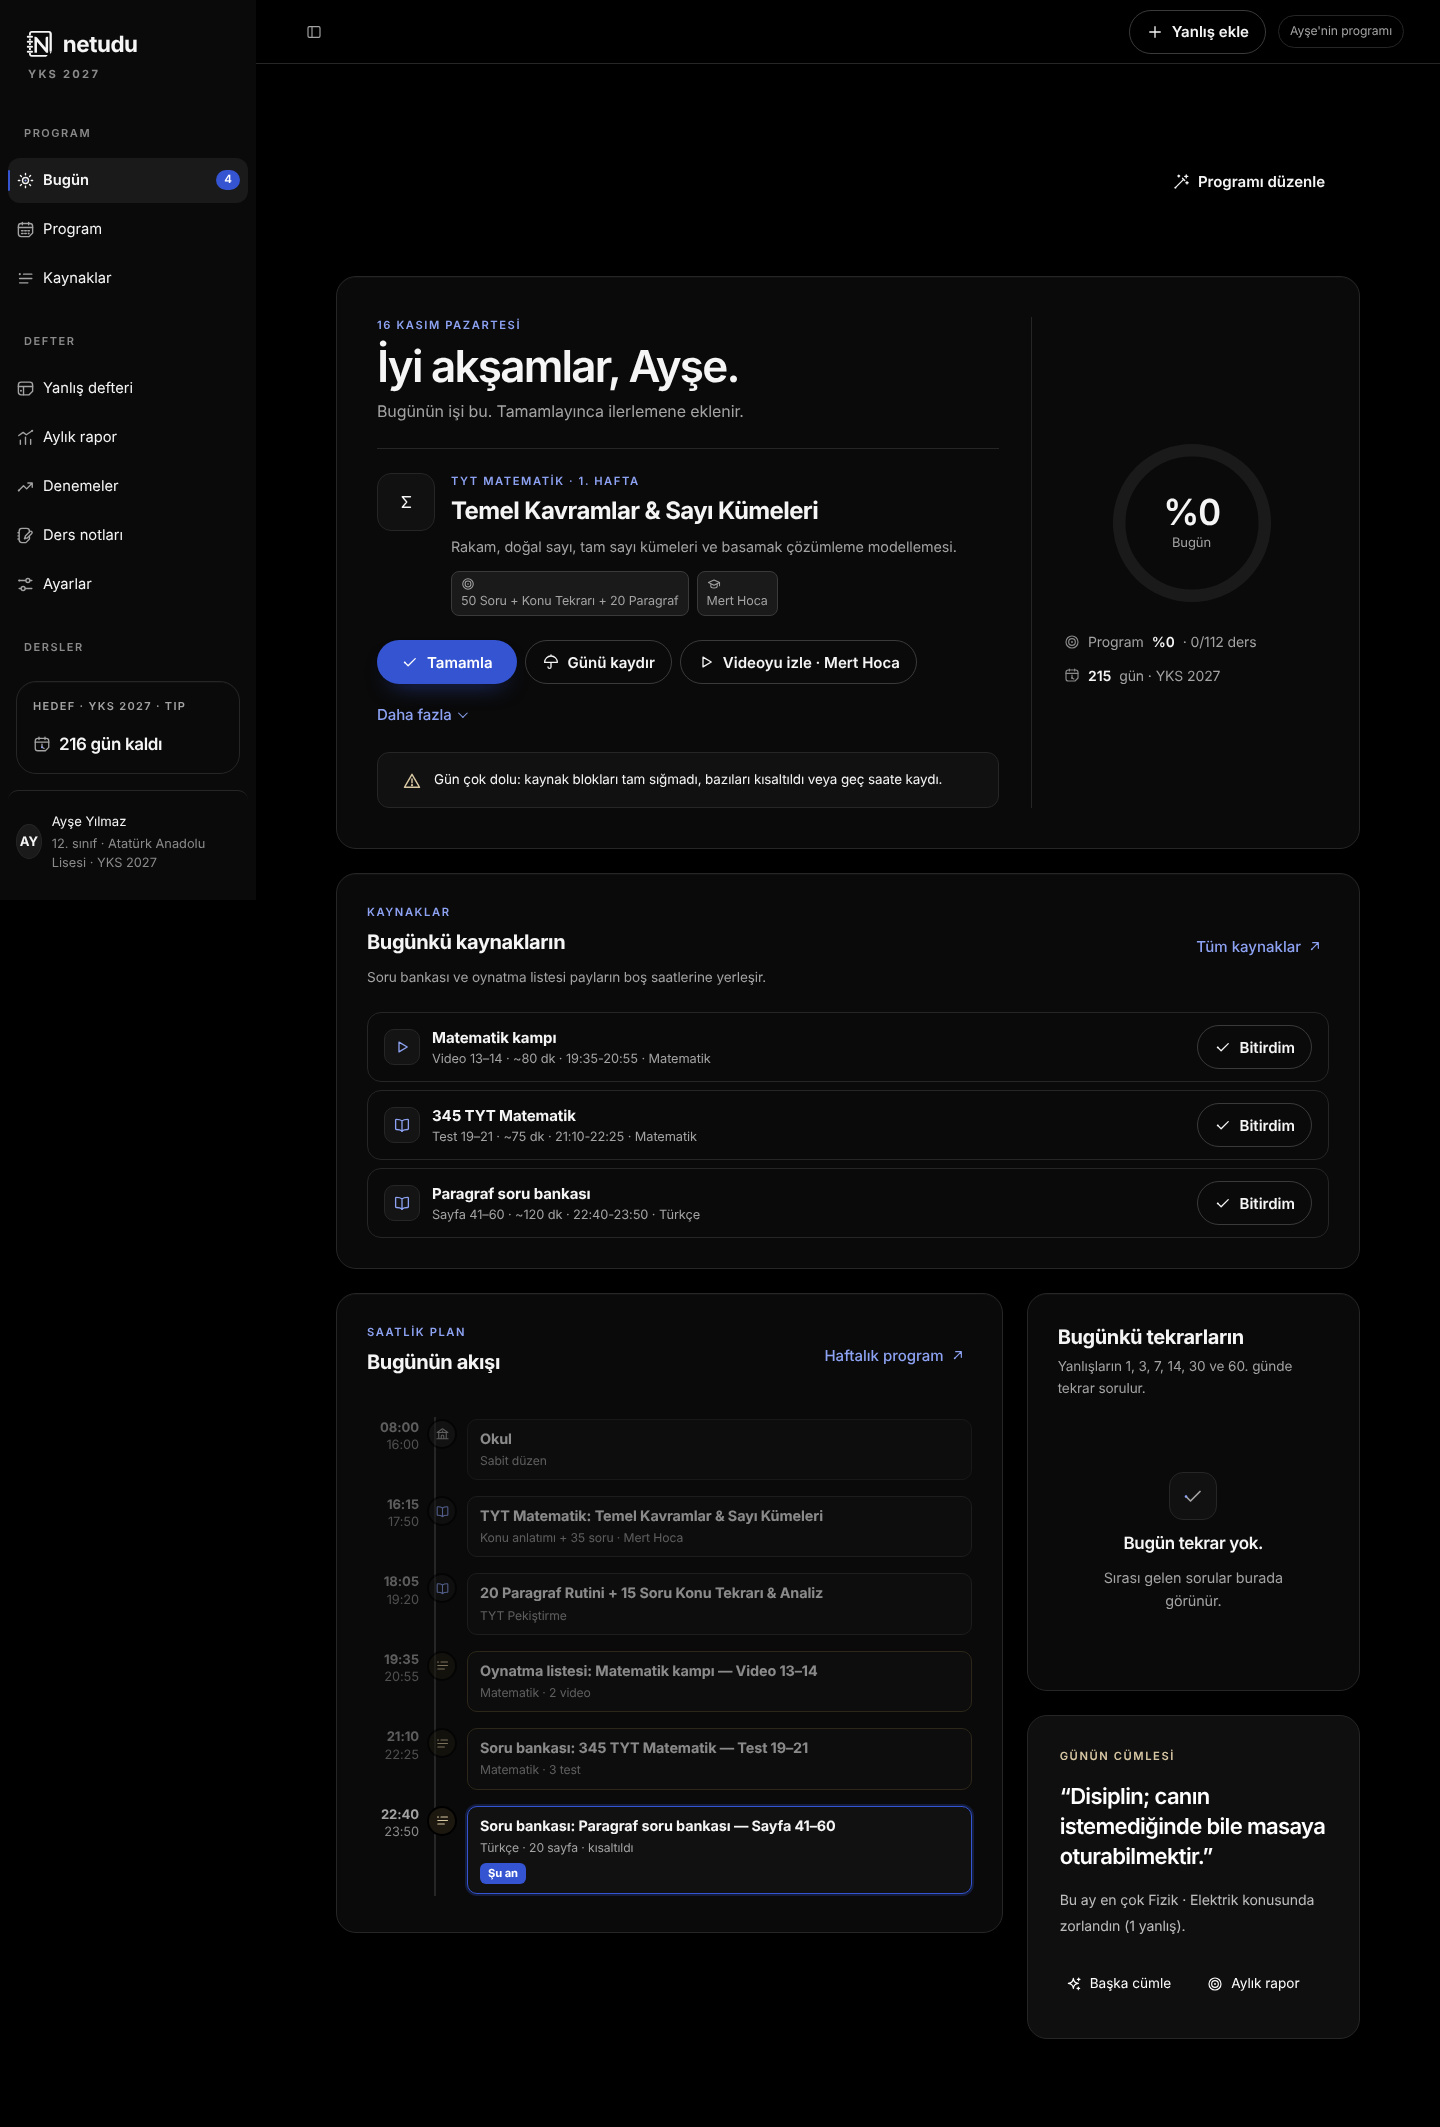 netudu
YKS 2027
PROGRAM
Bugün
4
Program
Kaynaklar
DEFTER
Yanlış defteri
Aylık rapor
Denemeler
Ders notları
Ayarlar
DERSLER
HEDEF · YKS 2027 · TIP
216 gün kaldı
AY
Ayşe Yılmaz
12. sınıf · Atatürk Anadolu
Lisesi · YKS 2027
Yanlış ekle
Ayşe'nin programı
Programı düzenle
16 KASIM PAZARTESİ
İyi akşamlar, Ayşe.
Bugünün işi bu. Tamamlayınca ilerlemene eklenir.
Σ
TYT MATEMATİK · 1. HAFTA
Temel Kavramlar & Sayı Kümeleri
Rakam, doğal sayı, tam sayı kümeleri ve basamak çözümleme modellemesi.
50 Soru + Konu Tekrarı + 20 Paragraf
Mert Hoca
Tamamla
Günü kaydır
Videoyu izle · Mert Hoca
Daha fazla
Gün çok dolu: kaynak blokları tam sığmadı, bazıları kısaltıldı veya geç saate kaydı.
%0
Bugün
Program %0 · 0/112 ders
215 gün · YKS 2027
KAYNAKLAR
Bugünkü kaynakların
Soru bankası ve oynatma listesi payların boş saatlerine yerleşir.
Tüm kaynaklar
Matematik kampı
Video 13–14 · ~80 dk · 19:35-20:55 · Matematik
Bitirdim
345 TYT Matematik
Test 19–21 · ~75 dk · 21:10-22:25 · Matematik
Bitirdim
Paragraf soru bankası
Sayfa 41–60 · ~120 dk · 22:40-23:50 · Türkçe
Bitirdim
SAATLİK PLAN
Bugünün akışı
Haftalık program
08:00
16:00
Okul
Sabit düzen
16:15
17:50
TYT Matematik: Temel Kavramlar & Sayı Kümeleri
Konu anlatımı + 35 soru · Mert Hoca
18:05
19:20
20 Paragraf Rutini + 15 Soru Konu Tekrarı & Analiz
TYT Pekiştirme
19:35
20:55
Oynatma listesi: Matematik kampı — Video 13–14
Matematik · 2 video
21:10
22:25
Soru bankası: 345 TYT Matematik — Test 19–21
Matematik · 3 test
22:40
23:50
Soru bankası: Paragraf soru bankası — Sayfa 41–60
Türkçe · 20 sayfa · kısaltıldı
Şu an
Bugünkü tekrarların
Yanlışların 1, 3, 7, 14, 30 ve 60. günde
tekrar sorulur.
Bugün tekrar yok.
Sırası gelen sorular burada
görünür.
GÜNÜN CÜMLESİ
“Disiplin; canın
istemediğinde bile masaya
oturabilmektir.”
Bu ay en çok Fizik · Elektrik konusunda
zorlandın (1 yanlış).
Başka cümle
Aylık rapor